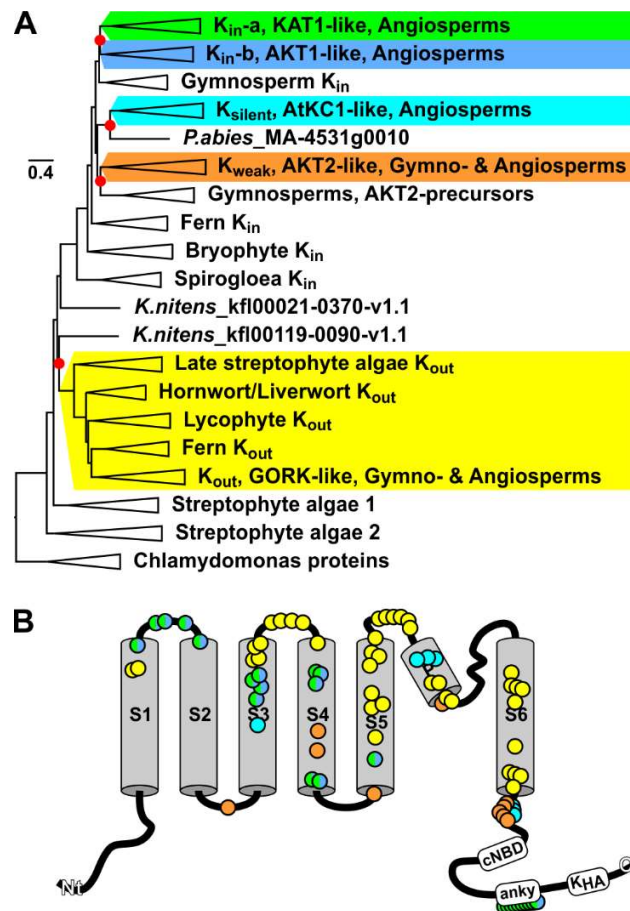 A
Kin-a, KAT1-like, Angiosperms
Kin-b, AKT1-like, Angiosperms
Gymnosperm Kin
Ksilent, AtKC1-like, Angiosperms
P.abies_MA-4531g0010
0.4
Kweak, AKT2-like, Gymno- & Angiosperms
Gymnosperms, AKT2-precursors
Fern Kin
Bryophyte Kin
Spirogloea Kin
K.nitens_kfl00021-0370-v1.1
K.nitens_kfl00119-0090-v1.1
Late streptophyte algae Kout
Hornwort/Liverwort Kout
Lycophyte Kout
Fern Kout
Kout, GORK-like, Gymno- & Angiosperms
Streptophyte algae 1
Streptophyte algae 2
Chlamydomonas proteins
B
S1 S2 S3 S4 S5 S6
cNBD
Nt anky KHA